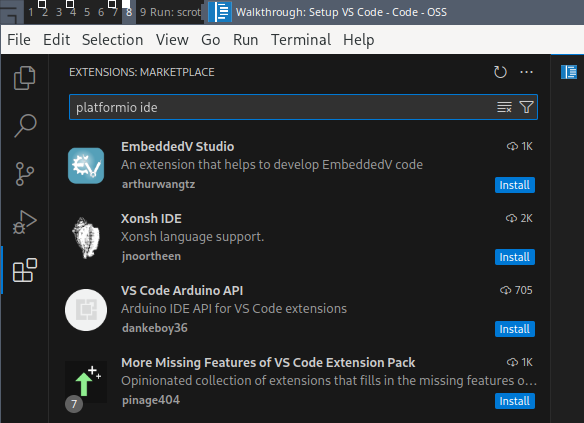 1 2 3 4 5 6 7 8 9 Run: scrot Walkthrough: Setup VS Code - Code - OSS
File Edit Selection View Go Run Terminal Help
EXTENSIONS: MARKETPLACE
platformio ide
EmbeddedV Studio 1K
An extension that helps to develop EmbeddedV code
arthurwangtz Install
Xonsh IDE 2K
Xonsh language support.
jnoortheen Install
VS Code Arduino API 705
Arduino IDE API for VS Code extensions
dankeboy36 Install
More Missing Features of VS Code Extension Pack 1K
Opinionated collection of extensions that fills in the missing features o...
7 pinage404 Install